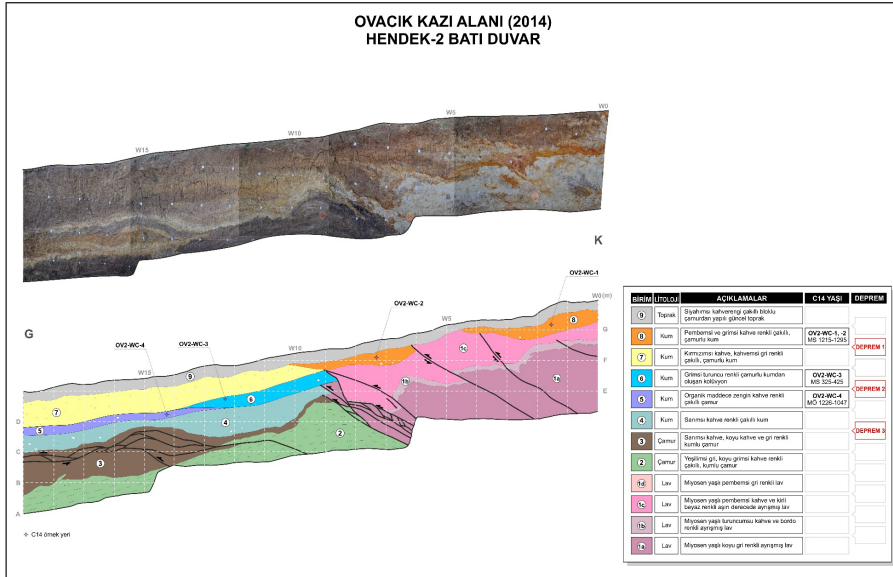 OVACIK KAZI ALANI (2014)
HENDEK-2 BATI DUVAR
W0
W5
W10
W15
K
G
OV2-WC-1
W0 (m)
OV2-WC-2
OV2-WC-3
OV2-WC-4
W5
W10
W15
G
F
E
D
C
B
A
9
8
7
6
5
4
3
2
1c
1b
1a
✧ C14 örnek yeri
BİRİM LİTOLOJİ AÇIKLAMALAR C14 YAŞI DEPREM
9 Toprak Siyahımsı kahverengi çakıllı bloklu
çamurdan yapılı güncel toprak
8 Kum Pembemsi ve grimsi kahve renkli çakıllı,
çamurlu kum
OV2-WC-1, -2
MS 1215-1295
DEPREM 1
7 Kum Kırmızımsı kahve, kahvemsi gri renkli
çakıllı, çamurlu kum
6 Kum Grimsi turuncu renkli çamurlu kumdan
oluşan kolüvyon
OV2-WC-3
MS 325-425
DEPREM 2
5 Kum Organik maddece zengin kahve renkli
çakıllı çamur
OV2-WC-4
MÖ 1226-1047
4 Kum Sarımsı kahve renkli çakıllı kum
DEPREM 3
3 Çamur Sarımsı kahve, koyu kahve ve gri renkli
kumlu çamur
2 Çamur Yeşilimsi gri, koyu grimsi kahve renkli
çakıllı, kumlu çamur
1d Lav Miyosen yaşlı pembemsi gri renkli lav
1c Lav Miyosen yaşlı pembemsi kahve ve kirli
beyaz renkli aşırı derecede ayrışmış lav
1b Lav Miyosen yaşlı turuncumsu kahve ve bordo
renkli ayrışmış lav
1a Lav Miyosen yaşlı koyu gri renkli ayrışmış lav